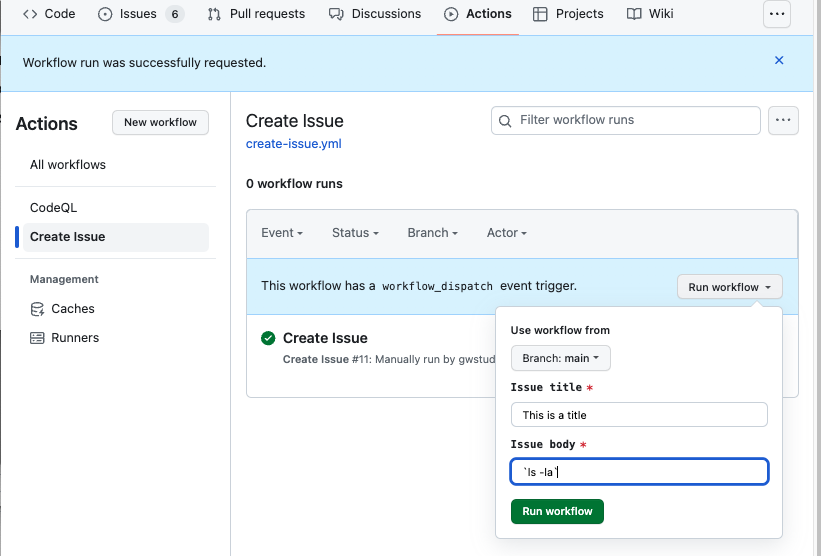 Code Issues 6 Pull requests Discussions Actions Projects Wiki ...
Workflow run was successfully requested.
Actions New workflow
All workflows
CodeQL
Create Issue
Management
Caches
Runners
Create Issue
create-issue.yml
Filter workflow runs
...
0 workflow runs
Event Status Branch Actor
This workflow has a workflow_dispatch event trigger.
Run workflow
Create Issue
Create Issue #11: Manually run by gwstud
Use workflow from
Branch: main
Issue title *
This is a title
Issue body *
`ls -la`
Run workflow